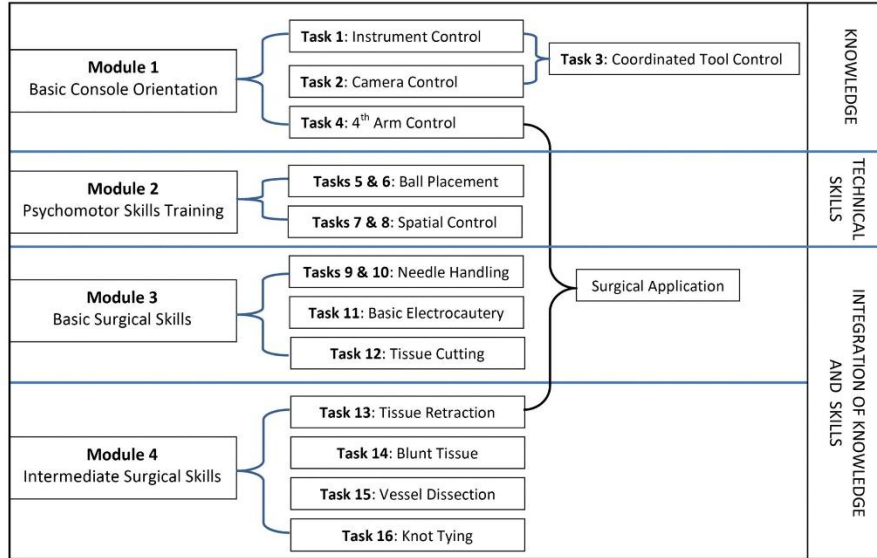 Module 1
Basic Console Orientation
Task 1: Instrument Control
Task 2: Camera Control
Task 3: Coordinated Tool Control
Task 4: 4th Arm Control
KNOWLEDGE
Module 2
Psychomotor Skills Training
Tasks 5 & 6: Ball Placement
Tasks 7 & 8: Spatial Control
TECHNICAL
SKILLS
Module 3
Basic Surgical Skills
Tasks 9 & 10: Needle Handling
Task 11: Basic Electrocautery
Task 12: Tissue Cutting
Surgical Application
Module 4
Intermediate Surgical Skills
Task 13: Tissue Retraction
Task 14: Blunt Tissue
Task 15: Vessel Dissection
Task 16: Knot Tying
INTEGRATION OF KNOWLEDGE
AND SKILLS